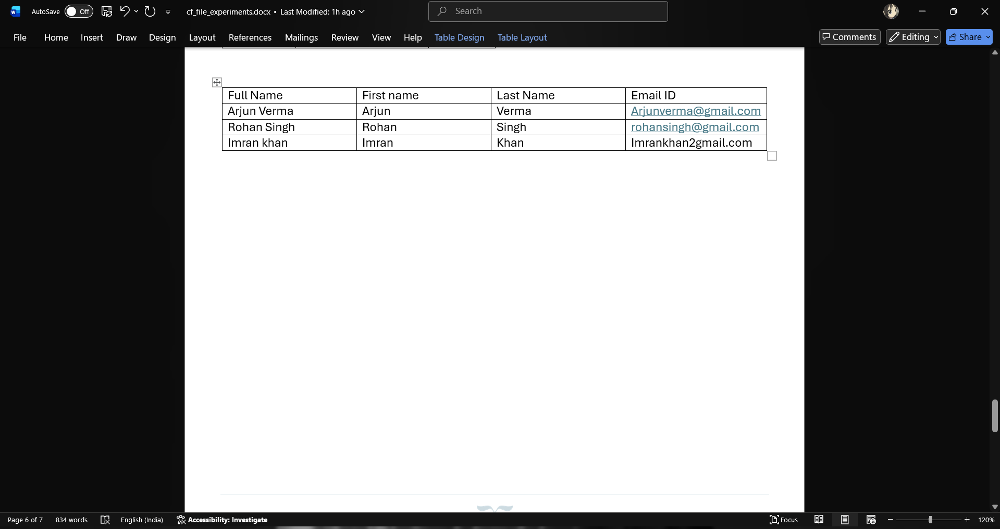 AutoSave Off cf_file_experiments.docx • Last Modified: 1h ago Search
File Home Insert Draw Design Layout References Mailings Review View Help Table Design Table Layout Comments Editing Share
Full Name First name Last Name Email ID
Arjun Verma Arjun Verma Arjunverma@gmail.com
Rohan Singh Rohan Singh rohansingh@gmail.com
Imran khan Imran Khan Imrankhan2gmail.com
Page 6 of 7 834 words English (India) Accessibility: Investigate Focus 120%